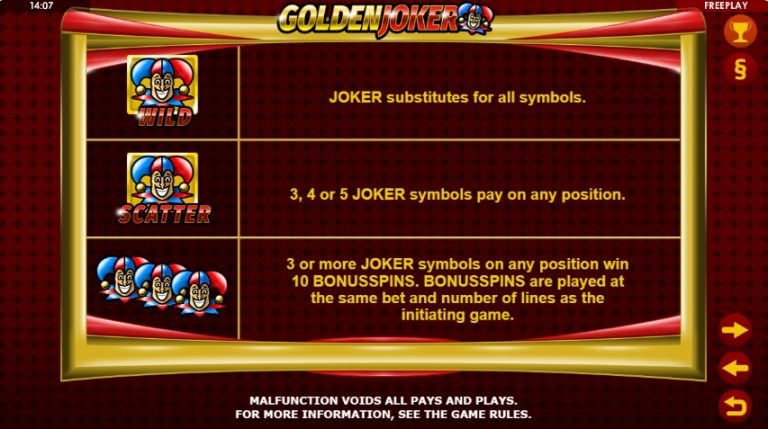 14:07
FREEPLAY
GOLDEN JOKER
§
WILD
JOKER substitutes for all symbols.
SCATTER
3, 4 or 5 JOKER symbols pay on any position.
3 or more JOKER symbols on any position win
10 BONUSSPINS. BONUSSPINS are played at
the same bet and number of lines as the
initiating game.
MALFUNCTION VOIDS ALL PAYS AND PLAYS.
FOR MORE INFORMATION, SEE THE GAME RULES.